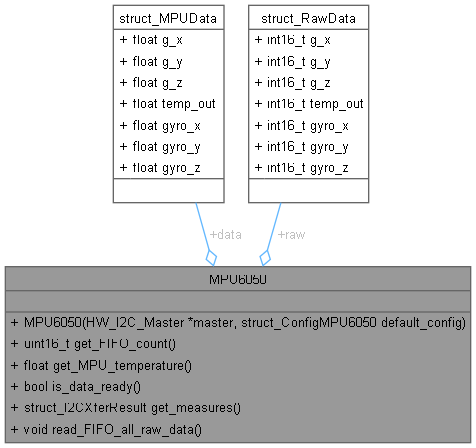 struct_MPUData
+ float g_x
+ float g_y
+ float g_z
+ float temp_out
+ float gyro_x
+ float gyro_y
+ float gyro_z
struct_RawData
+ int16_t g_x
+ int16_t g_y
+ int16_t g_z
+ int16_t temp_out
+ int16_t gyro_x
+ int16_t gyro_y
+ int16_t gyro_z
+data
+raw
MPU6050
+ MPU6050(HW_I2C_Master *master, struct_ConfigMPU6050 default_config)
+ uint16_t get_FIFO_count()
+ float get_MPU_temperature()
+ bool is_data_ready()
+ struct_I2CXferResult get_measures()
+ void read_FIFO_all_raw_data()